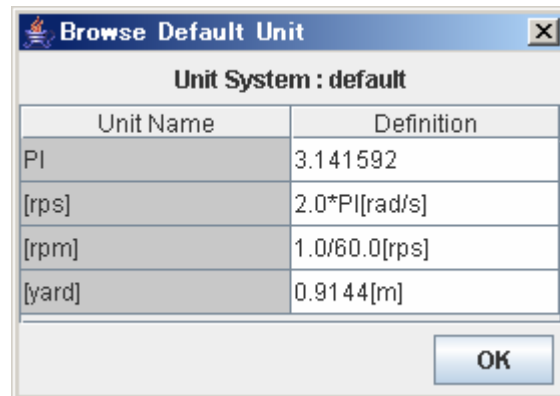 Browse Default Unit
Unit System : default
Unit Name Definition
PI 3.141592
[rps] 2.0*PI[rad/s]
[rpm] 1.0/60.0[rps]
[yard] 0.9144[m]
OK